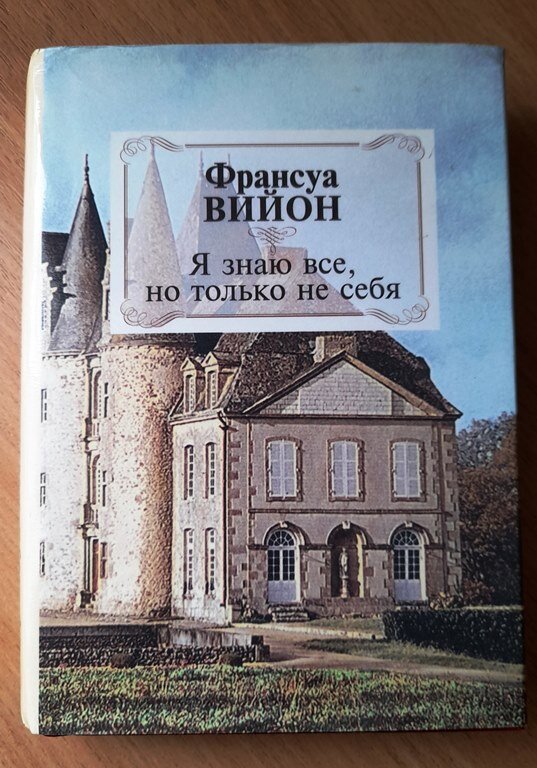 Франсуа
ВИЙОН
Я знаю все,
но только не себя